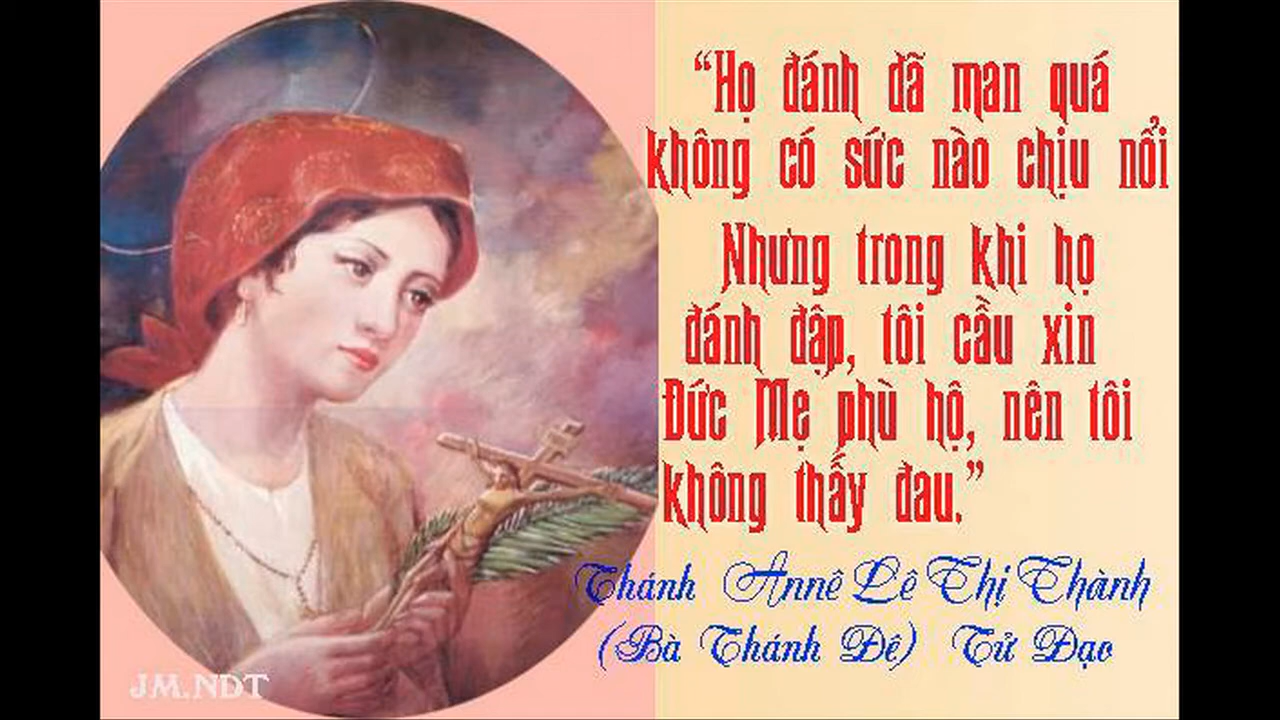 “Họ đánh dã man quá
không có sức nào chịu nổi
Nhưng trong khi họ
đánh đập, tôi cầu xin
Đức Mẹ phù hộ, nên tôi
không thấy đau.”
Thánh Annê Lê Thị Thành
(Bà Thánh Đê) Tử Đạo
JM.NDT